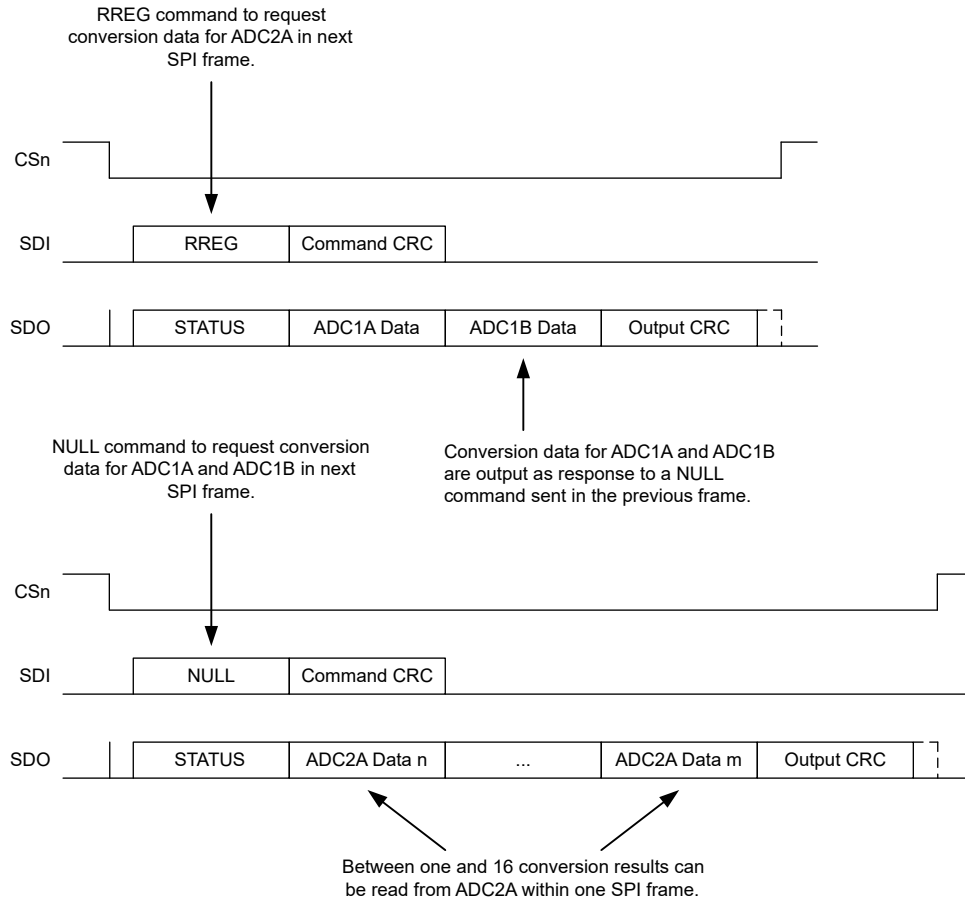 RREG command to request
conversion data for ADC2A in next
SPI frame.
CSn
SDI
RREG
Command CRC
SDO
STATUS
ADC1A Data
ADC1B Data
Output CRC
NULL command to request conversion
data for ADC1A and ADC1B in next
SPI frame.
Conversion data for ADC1A and ADC1B
are output as response to a NULL
command sent in the previous frame.
CSn
SDI
NULL
Command CRC
SDO
STATUS
ADC2A Data n
...
ADC2A Data m
Output CRC
Between one and 16 conversion results can
be read from ADC2A within one SPI frame.